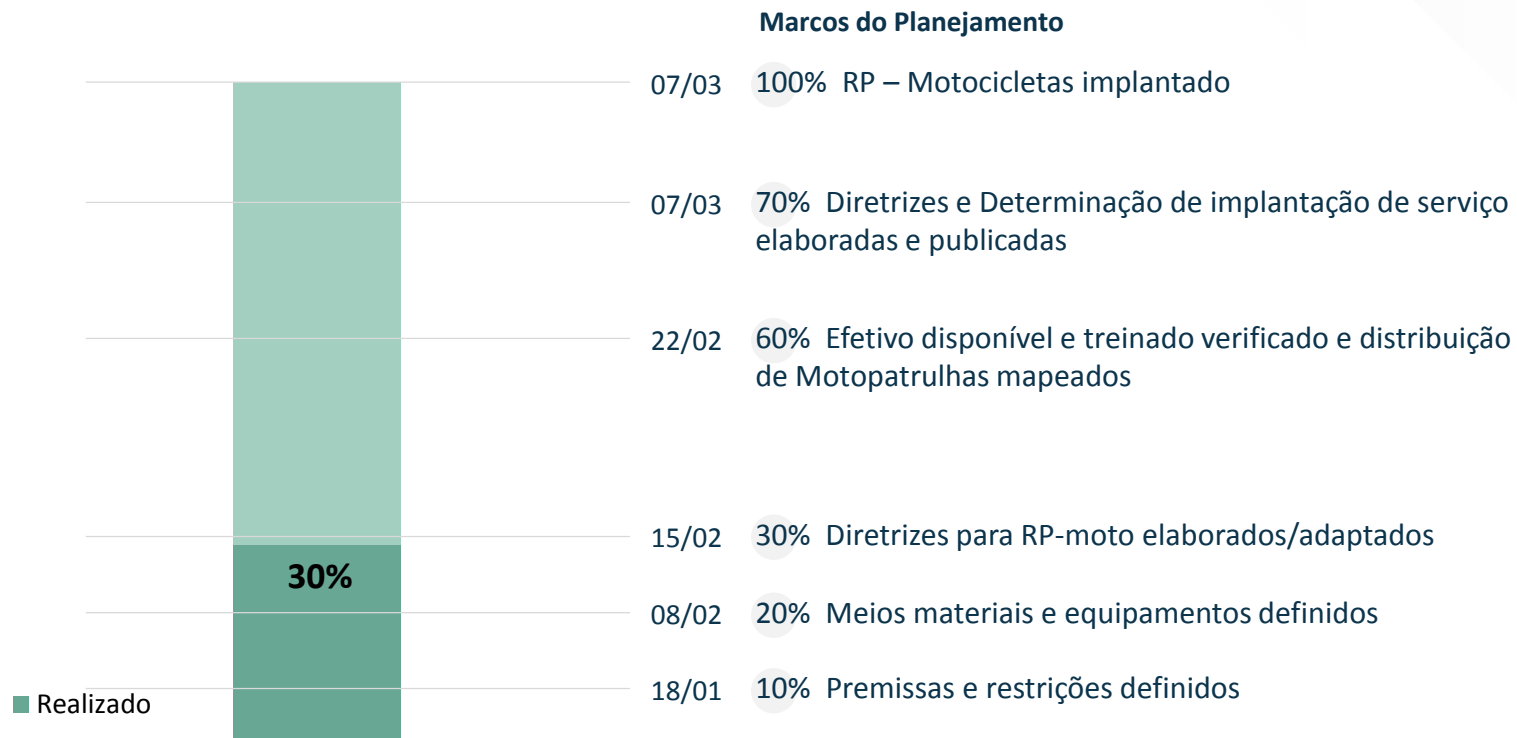 Marcos do Planejamento
07/03 100% RP – Motocicletas implantado
07/03 70% Diretrizes e Determinação de implantação de serviço
elaboradas e publicadas
22/02 60% Efetivo disponível e treinado verificado e distribuição
de Motopatrulhas mapeados
15/02 30% Diretrizes para RP-moto elaborados/adaptados
30%
08/02 20% Meios materiais e equipamentos definidos
18/01 10% Premissas e restrições definidos
Realizado